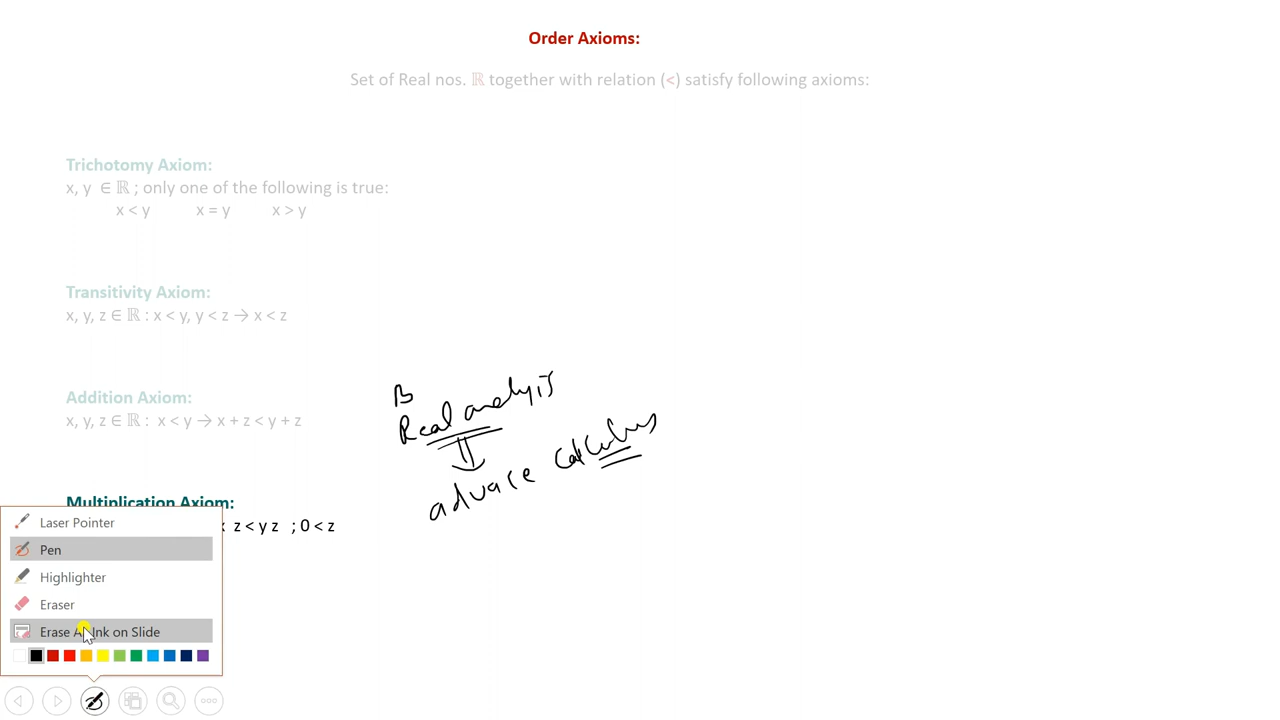 Order Axioms:
Set of Real nos. ℝ together with relation (<) satisfy following axioms:
Trichotomy Axiom:
x, y ∈ ℝ ; only one of the following is true:
x < y x = y x > y
Transitivity Axiom:
x, y, z ∈ ℝ : x < y, y < z → x < z
Addition Axiom:
x, y, z ∈ ℝ : x < y → x + z < y + z
B
Real analysis
advance calculus
Multiplication Axiom:
x z < y z ; 0 < z
Laser Pointer
Pen
Highlighter
Eraser
Erase All Ink on Slide